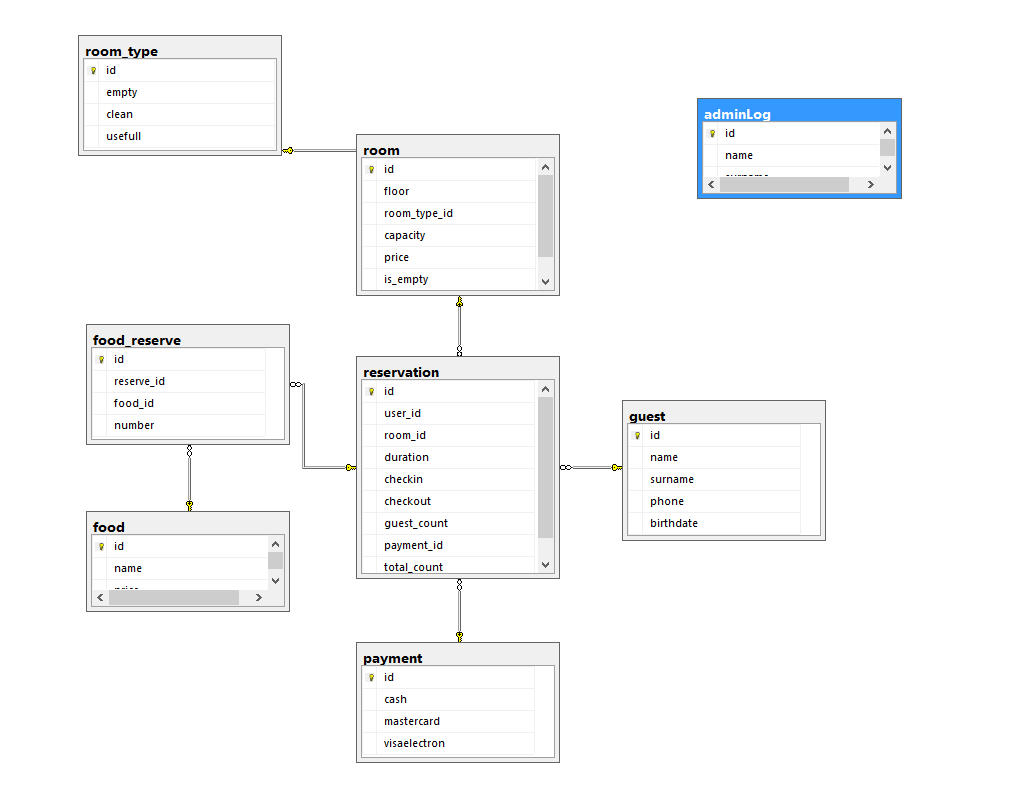 room_type
id
empty
clean
usefull
adminLog
id
name
surname
room
id
floor
room_type_id
capacity
price
is_empty
food_reserve
id
reserve_id
food_id
number
reservation
id
user_id
room_id
duration
checkin
checkout
guest_count
payment_id
total_count
guest
id
name
surname
phone
birthdate
food
id
name
price
payment
id
cash
mastercard
visaelectron